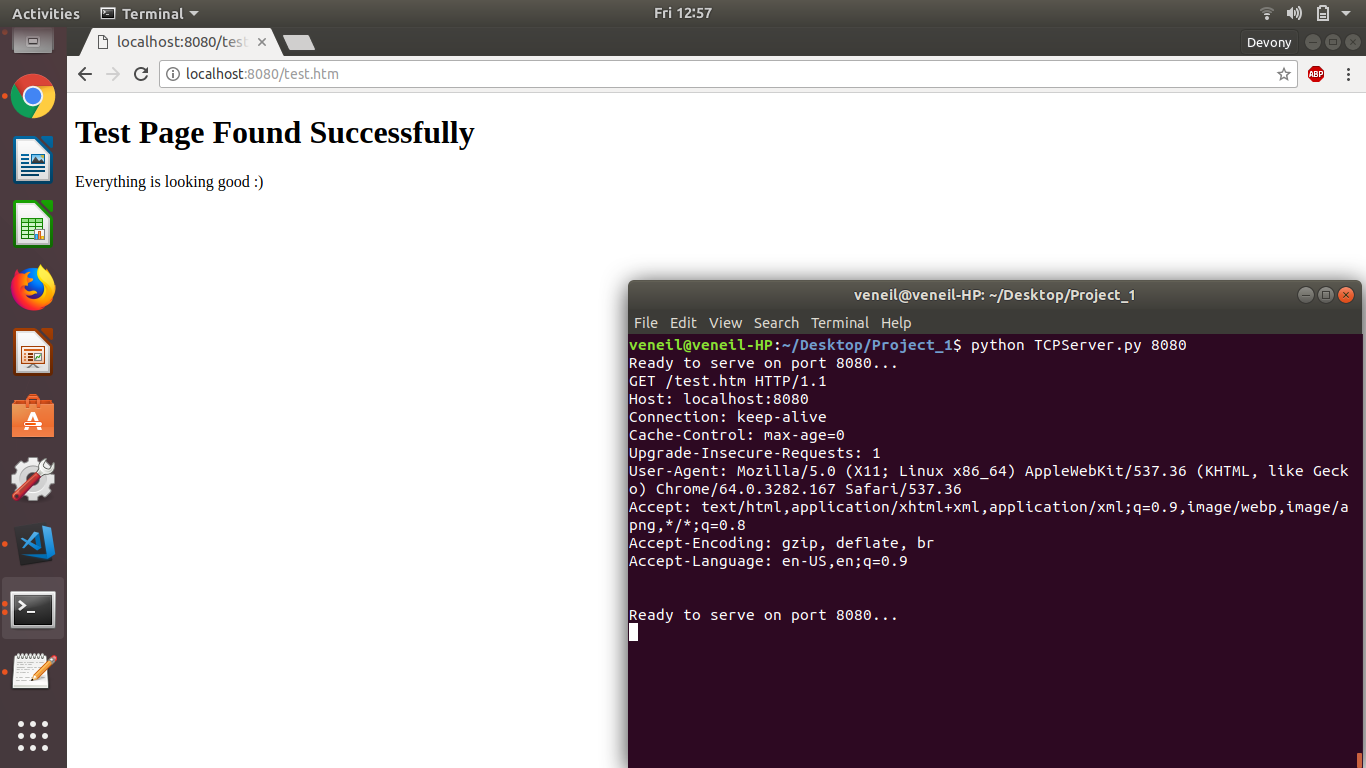 Activities Terminal Fri 12:57
localhost:8080/test
Devony
localhost:8080/test.htm
ABP
Test Page Found Successfully
Everything is looking good :)
veneil@veneil-HP: ~/Desktop/Project_1
File Edit View Search Terminal Help
veneil@veneil-HP:~/Desktop/Project_1$ python TCPServer.py 8080
Ready to serve on port 8080...
GET /test.htm HTTP/1.1
Host: localhost:8080
Connection: keep-alive
Cache-Control: max-age=0
Upgrade-Insecure-Requests: 1
User-Agent: Mozilla/5.0 (X11; Linux x86_64) AppleWebKit/537.36 (KHTML, like Geck
o) Chrome/64.0.3282.167 Safari/537.36
Accept: text/html,application/xhtml+xml,application/xml;q=0.9,image/webp,image/a
png,*/*;q=0.8
Accept-Encoding: gzip, deflate, br
Accept-Language: en-US,en;q=0.9
Ready to serve on port 8080...